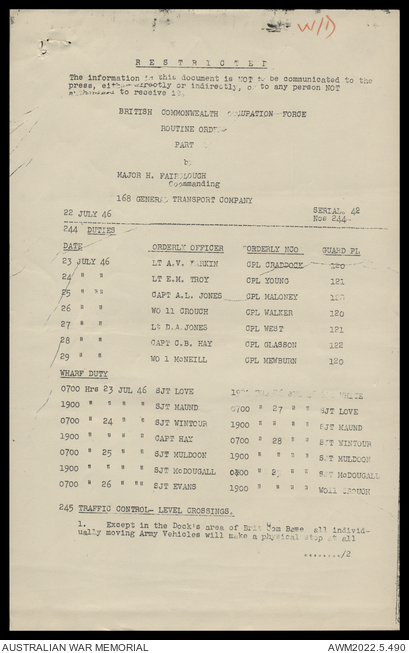 W/D
R E S T R I C T E D
The information in this document is NOT to be communicated to the
press, either directly or indirectly, or to any person NOT
to receive it.
BRITISH COMMONWEALTH OCCUPATION FORCE
ROUTINE ORDERS
PART
by
MAJOR H. FAIRCLOUGH
Coommanding
168 GENERAL TRANSPORT COMPANY
22 JULY 46 SERIAL 42
Nos 244-
244 DUTIES
DATE ORDERLY OFFICER ORDERLY NCO GUARD PL
23 JULY 46 LT A.V. CPL CRADDOCK 120
24 " " LT E.M. TROY CPL YOUNG 121
25 " "" CAPT A.L. JONES CPL MALONEY
26 " " WO 11 CROUCH CPL WALKER 120
27 " " Lt D.A.JONES CPL WEST 121
28 " " CAPT C.B. HAY CPL GLASSON 122
29 " " WO 1 McNEILL CPL MEWBURN 120
WHARF DUTY
0700 Hrs 23 JUL 46 SJT LOVE
1900 " " " " SJT MAUND 0700 " 27 " " SJT LOVE
0700 " 24 " " SJT WINTOUR 1900 " " " " SJT MAUND
1900 " " " " CAPT HAY 0700 " 28 " " SJT WINTOUR
0700 " 25 " " SJT MULDOON 1900 " " " " SJT MULDOON
1900 " " " " SJT McDOUGALL 0700 " " " SJT McDOUGALL
0700 " 26 " "" SJT EVANS 1900 " " " WO11 CROUCH
245 TRAFFIC CONTROL- LEVEL CROSSINGS.
1. Except in the Dock's area of Brit Com Base all individ-
ually moving Army Vehicles will make a physical stop at all
......../2
AUSTRALIAN WAR MEMORIAL AWM2022.5.490